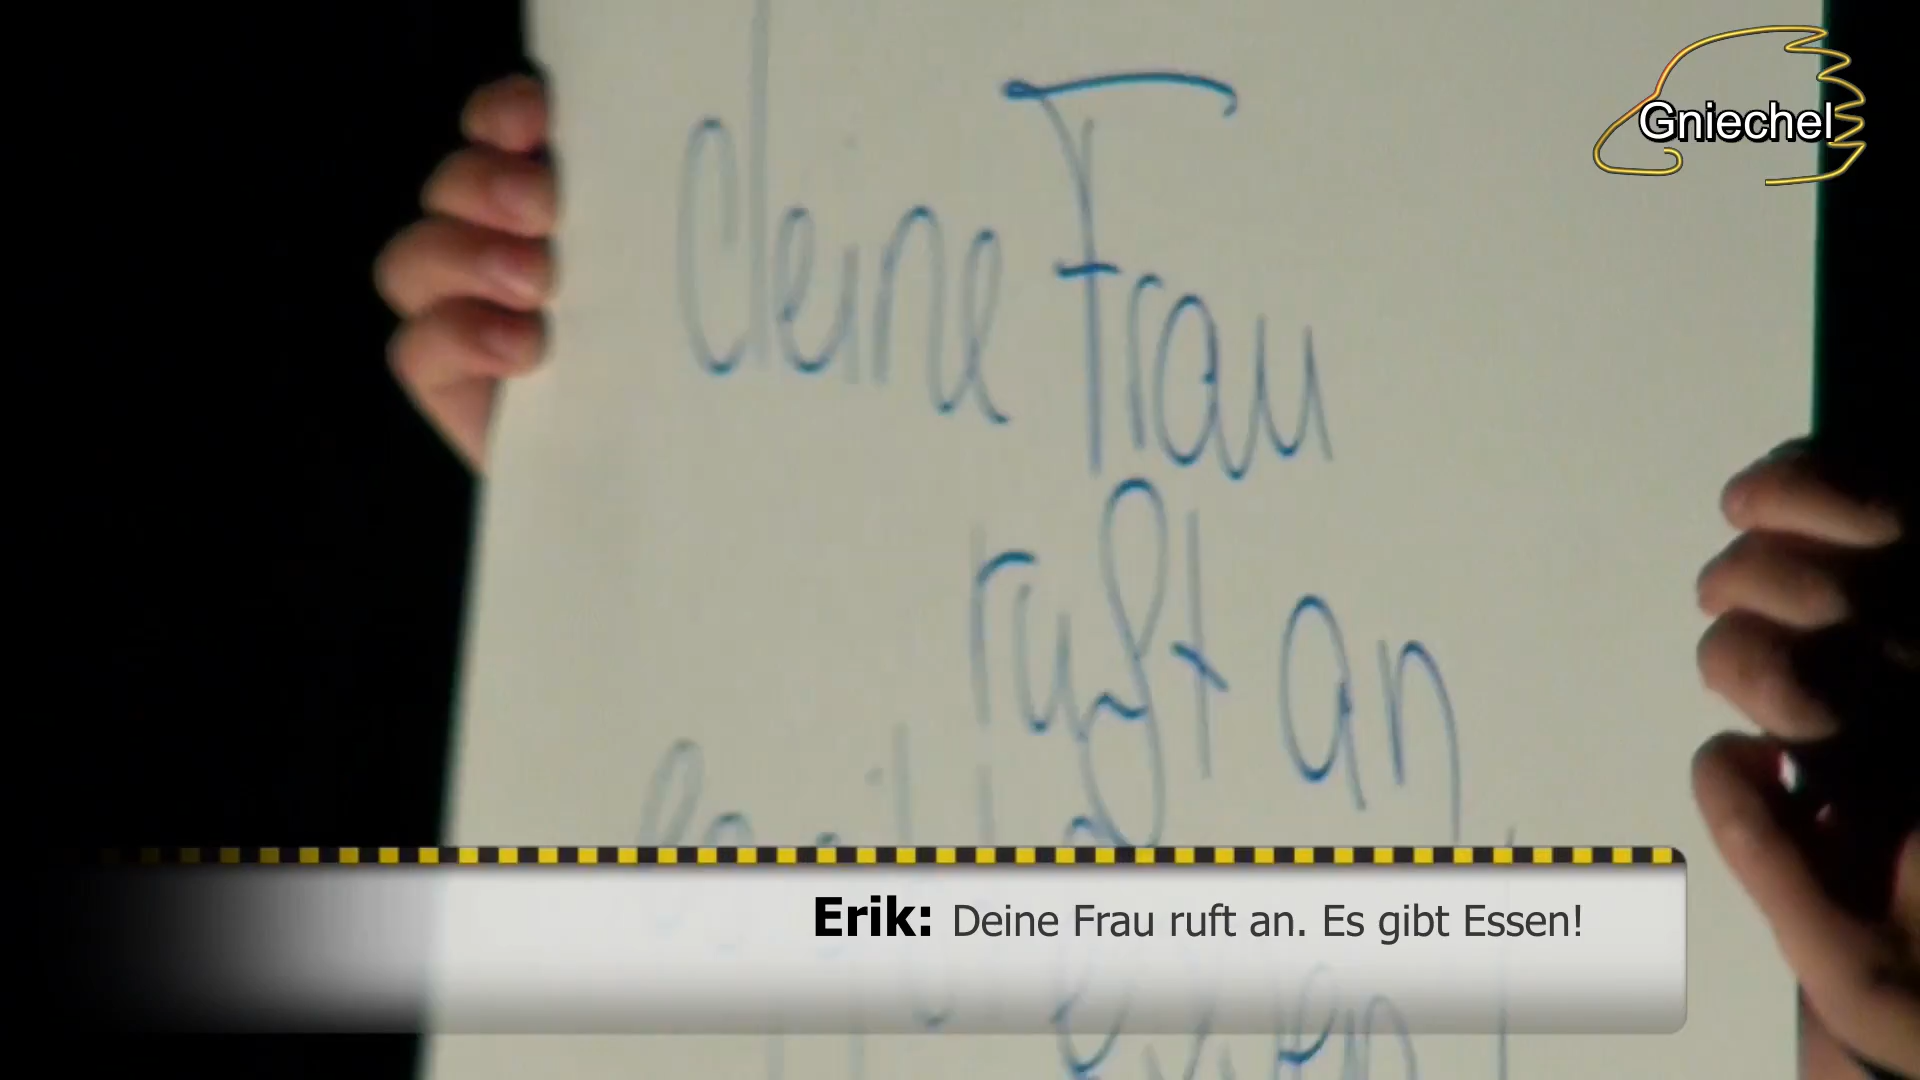 Gniechel
deine Frau
ruft an
Erik: Deine Frau ruft an. Es gibt Essen!